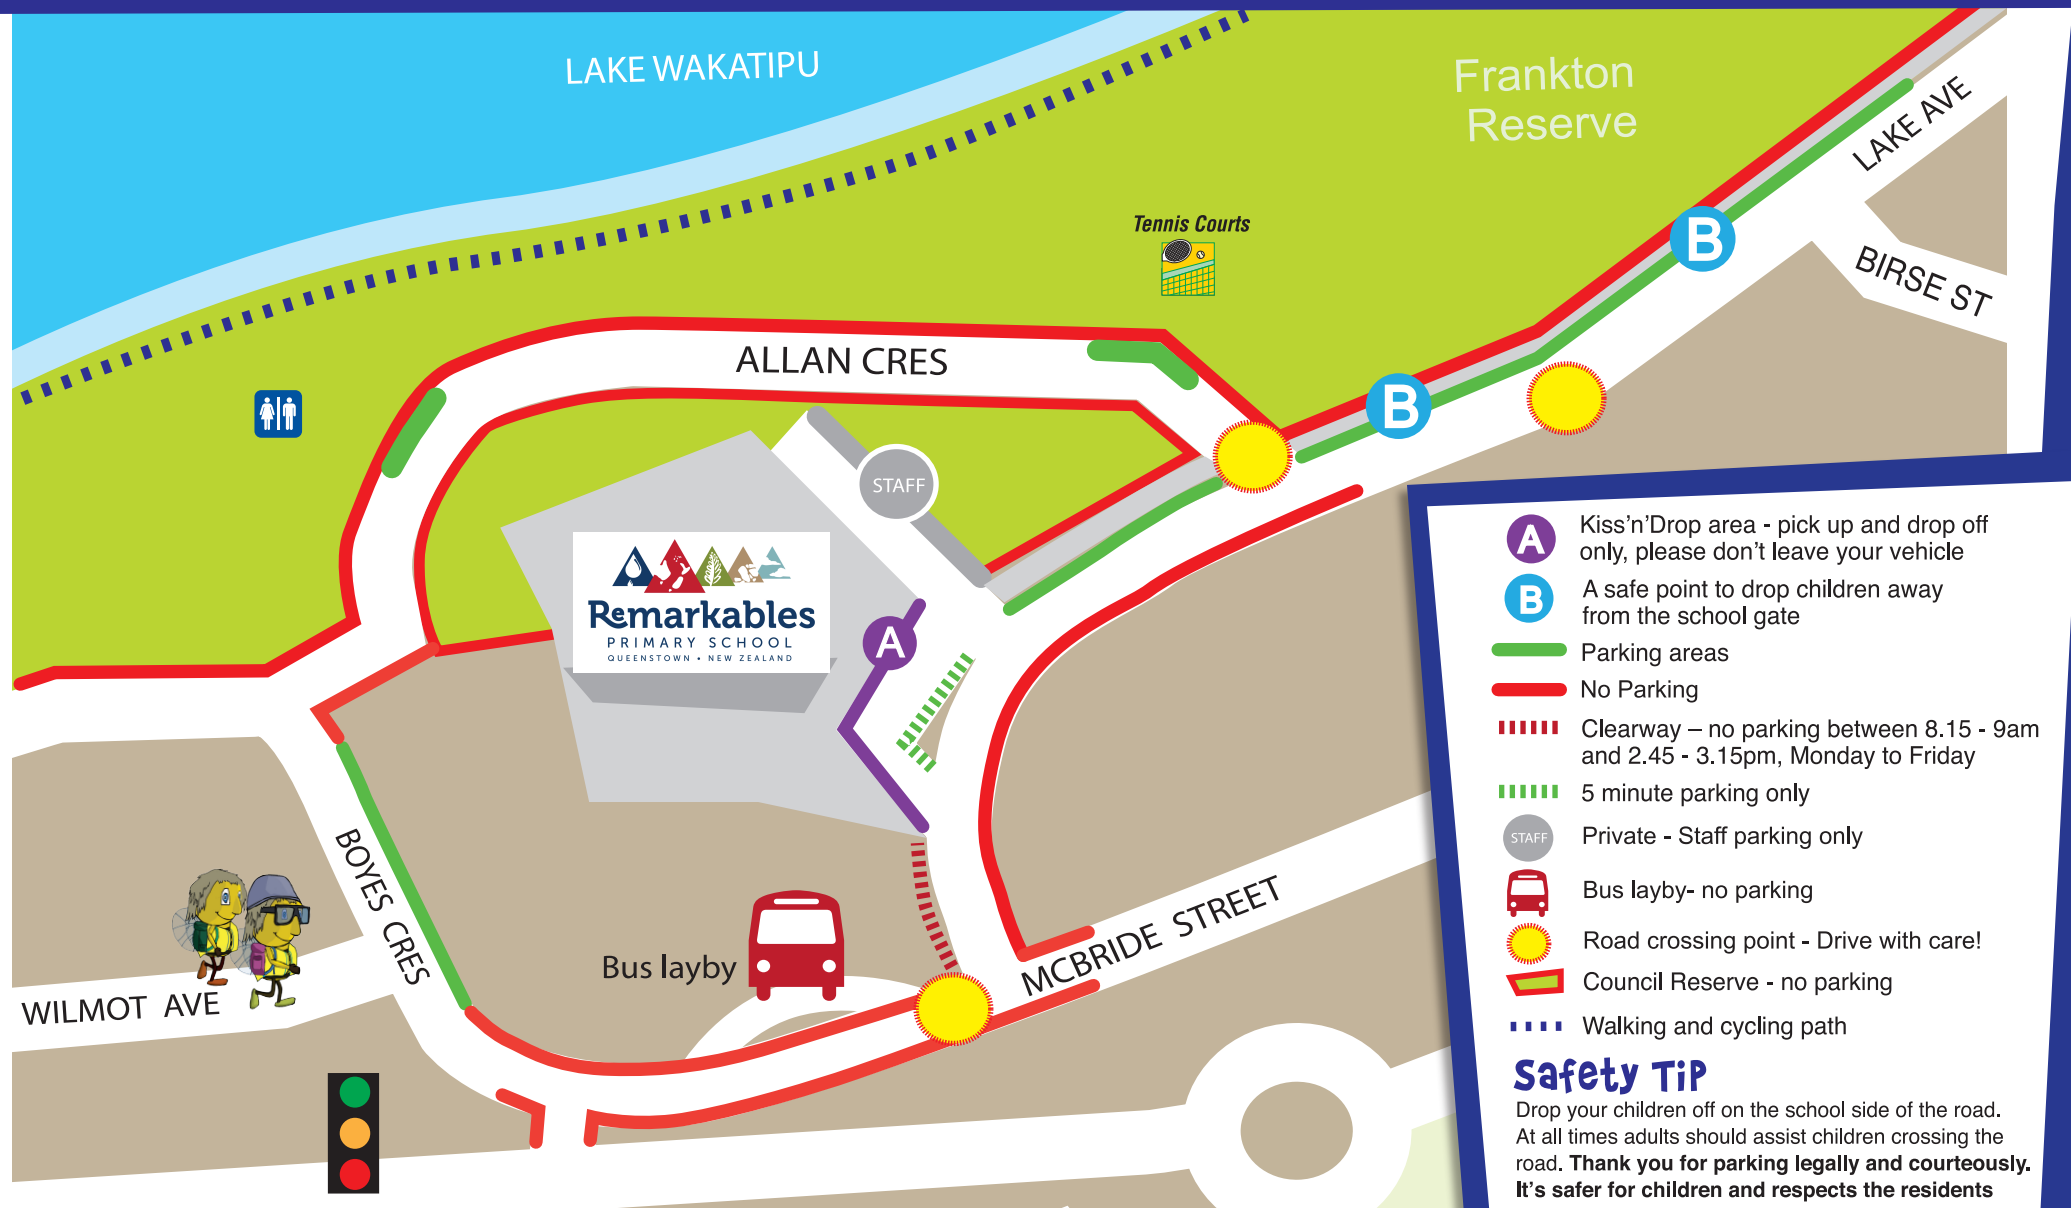 LAKE WAKATIPU
Frankton
Reserve
LAKE AVE
Tennis Courts
BIRSE ST
ALLAN CRES
B
B
STAFF
Remarkables
PRIMARY SCHOOL
QUEENSTOWN • NEW ZEALAND
A
BOYES CRES
WILMOT AVE
Bus layby
MCBRIDE STREET
A
Kiss'n'Drop area - pick up and drop off
only, please don't leave your vehicle
B
A safe point to drop children away
from the school gate
Parking areas
No Parking
Clearway – no parking between 8.15 - 9am
and 2.45 - 3.15pm, Monday to Friday
5 minute parking only
STAFF
Private - Staff parking only
Bus layby- no parking
Road crossing point - Drive with care!
Council Reserve - no parking
Walking and cycling path
Safety TiP
Drop your children off on the school side of the road.
At all times adults should assist children crossing the
road. Thank you for parking legally and courteously.
It's safer for children and respects the residents